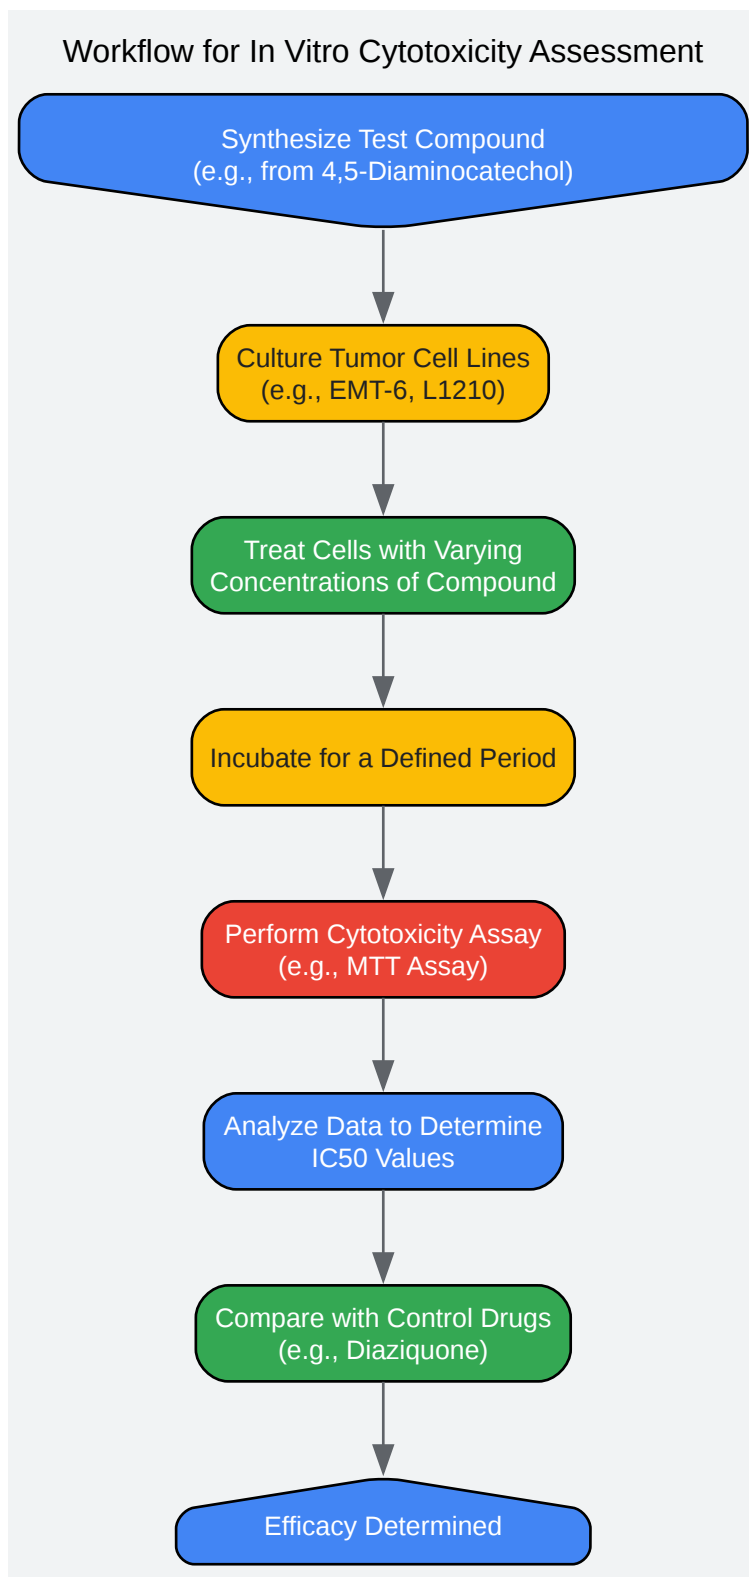 Workflow for In Vitro Cytotoxicity Assessment
Synthesize Test Compound
(e.g., from 4,5-Diaminocatechol)
Culture Tumor Cell Lines
(e.g., EMT-6, L1210)
Treat Cells with Varying
Concentrations of Compound
Incubate for a Defined Period
Perform Cytotoxicity Assay
(e.g., MTT Assay)
Analyze Data to Determine
IC50 Values
Compare with Control Drugs
(e.g., Diaziquone)
Efficacy Determined